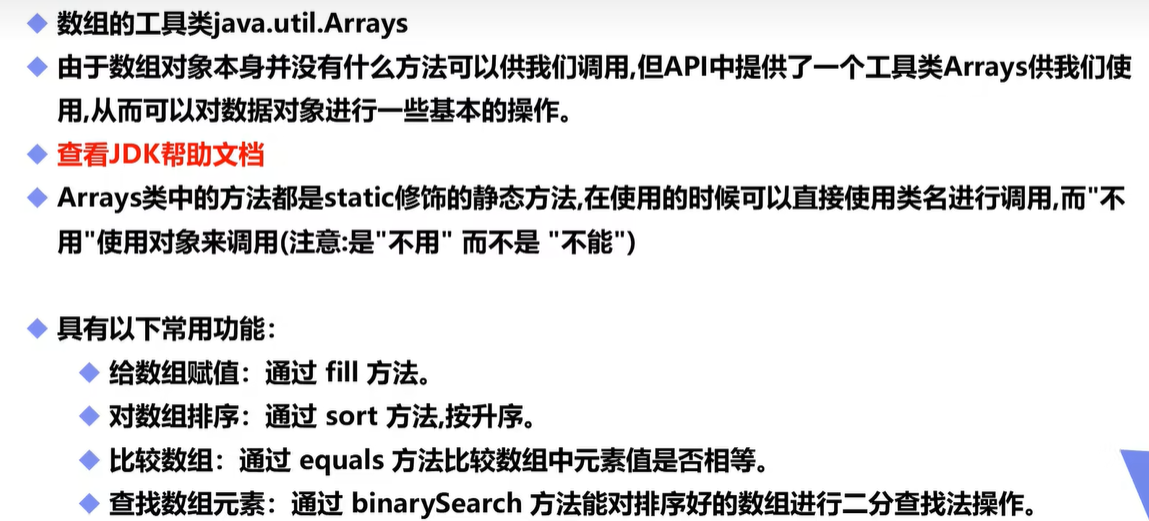 数组的工具类java.util.Arrays
由于数组对象本身并没有什么方法可以供我们调用,但API中提供了一个工具类Arrays供我们使
用,从而可以对数据对象进行一些基本的操作。
查看JDK帮助文档
Arrays类中的方法都是static修饰的静态方法,在使用的时候可以直接使用类名进行调用,而"不
用"使用对象来调用(注意:是"不用" 而不是 "不能")
具有以下常用功能：
给数组赋值：通过 fill 方法。
对数组排序：通过 sort 方法,按升序。
比较数组：通过 equals 方法比较数组中元素值是否相等。
查找数组元素：通过 binarySearch 方法能对排序好的数组进行二分查找法操作。